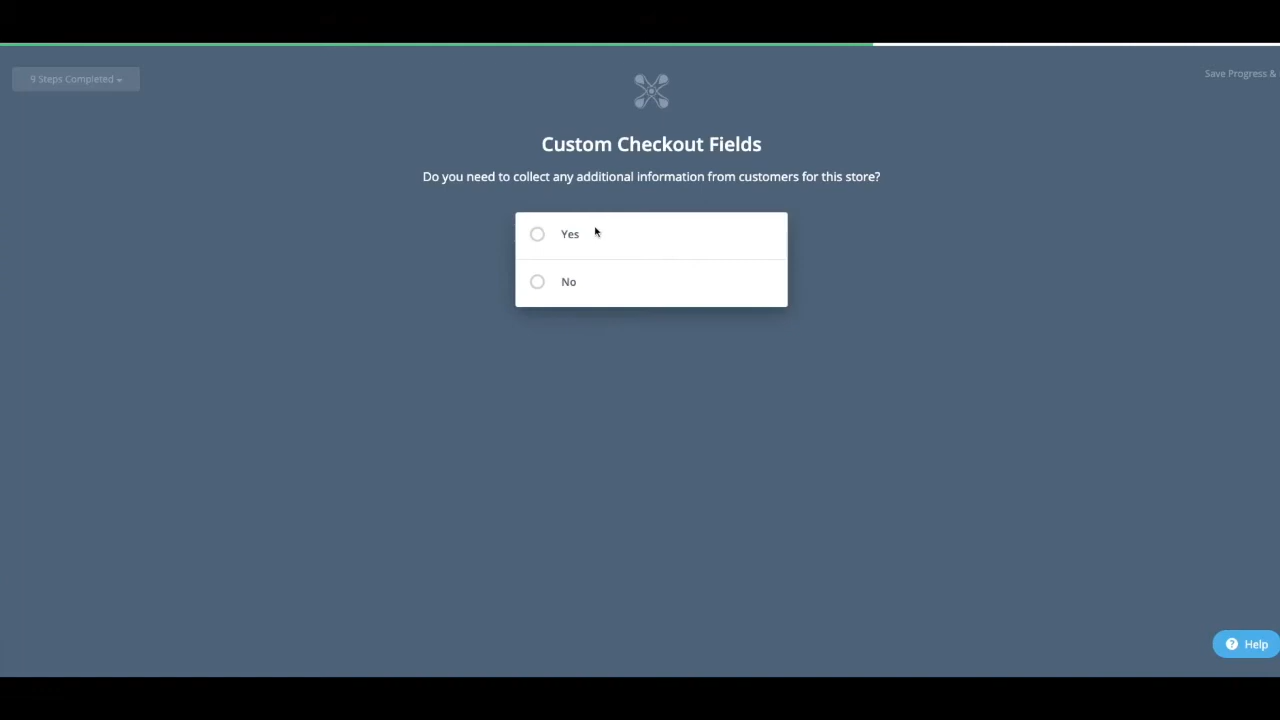 9 Steps Completed
Save Progress &
Custom Checkout Fields
Do you need to collect any additional information from customers for this store?
Yes
No
? Help